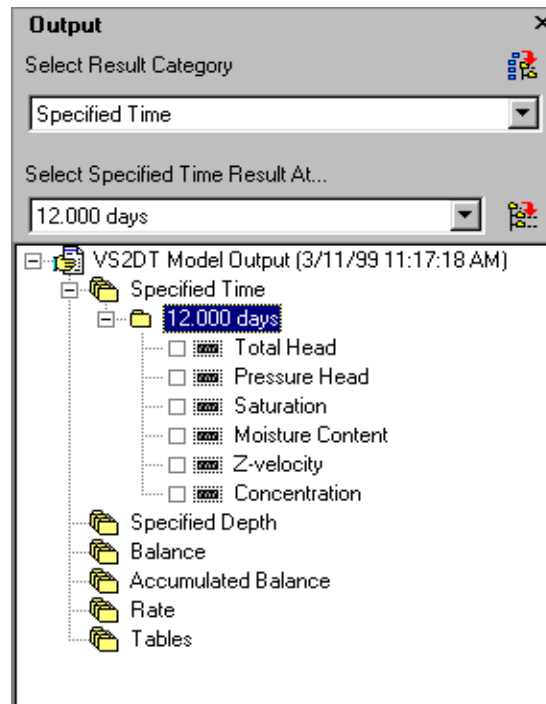 Output
Select Result Category
Specified Time
Select Specified Time Result At...
12.000 days
VS2DT Model Output (3/11/99 11:17:18 AM)
Specified Time
12.000 days
Total Head
Pressure Head
Saturation
Moisture Content
Z-velocity
Concentration
Specified Depth
Balance
Accumulated Balance
Rate
Tables